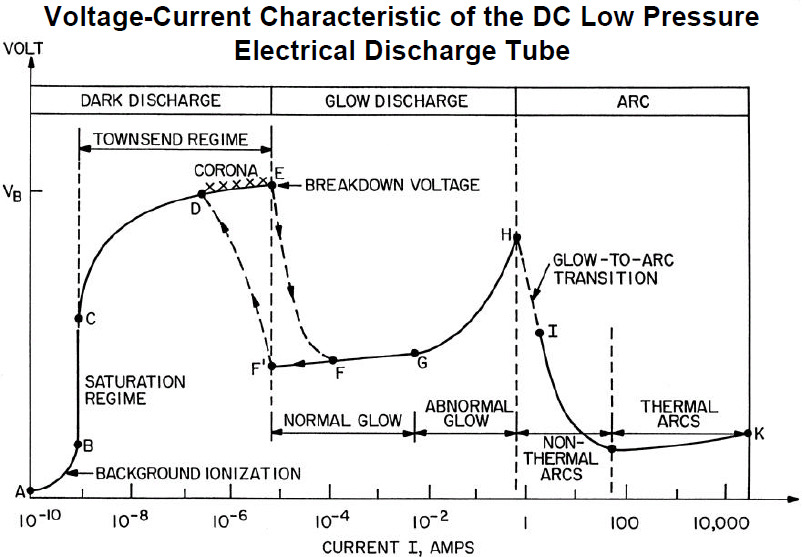 Voltage-Current Characteristic of the DC Low Pressure
Electrical Discharge Tube
VOLT
DARK DISCHARGE
GLOW DISCHARGE
ARC
TOWNSEND REGIME
CORONA
E
V_B
D
BREAKDOWN VOLTAGE
H
GLOW-TO-ARC
TRANSITION
C
I
F'
F
G
SATURATION
REGIME
NORMAL GLOW
ABNORMAL
GLOW
THERMAL
ARCS
K
B
NON-
THERMAL
ARCS
BACKGROUND IONIZATION
A
10^-10
10^-8
10^-6
10^-4
10^-2
1
100
10,000
CURRENT I, AMPS